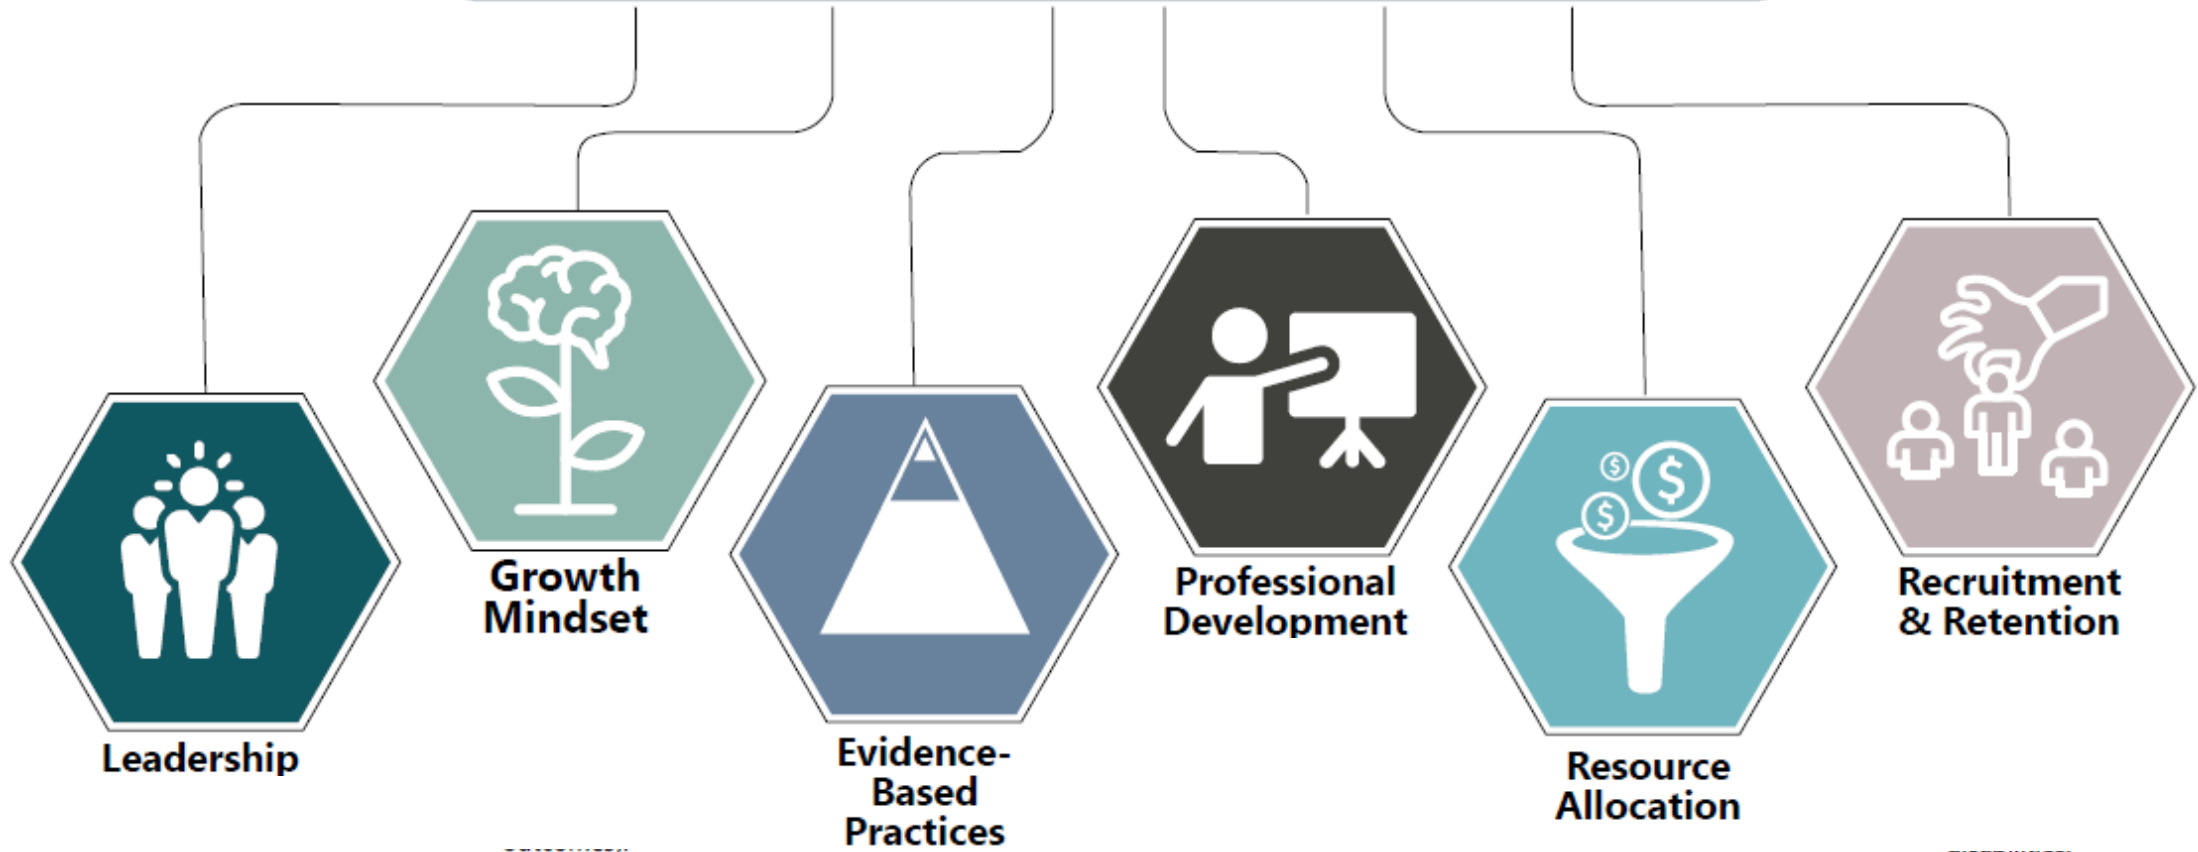 Leadership
Growth
Mindset
Evidence-
Based
Practices
Professional
Development
$
$
$
Resource
Allocation
Recruitment
& Retention